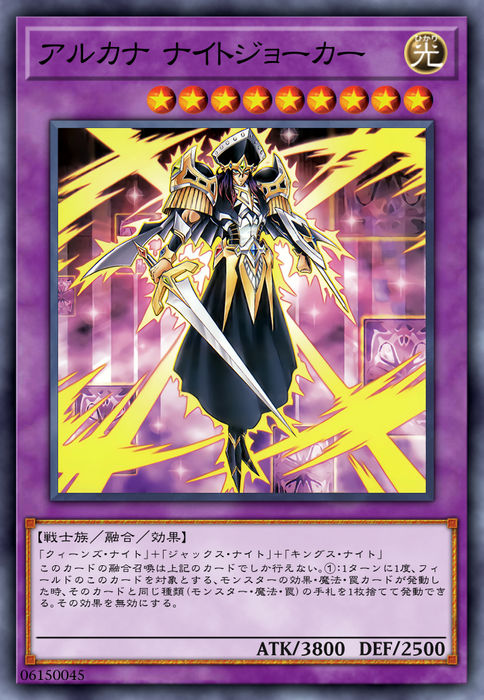 アルカナ ナイトジョーカー
ひかり
光
【戦士族/融合/効果】
「クィーンズ・ナイト」+「ジャックス・ナイト」+「キングス・ナイト」
このカードの融合召喚は上記のカードでしか行えない。①:1ターンに1度、フィ
ールドのこのカードを対象とする、モンスターの効果・魔法・罠カードが発動し
た時、そのカードと同じ種類(モンスター・魔法・罠)の手札を1枚捨てて発動でき
る。その効果を無効にする。
ATK/3800 DEF/2500
06150045